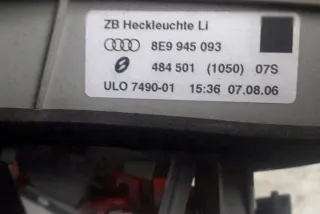 ZB Heckleuchte Li
8E9 945 093
484 501 (1050) 07S
ULO 7490-01 15:36 07.08.06